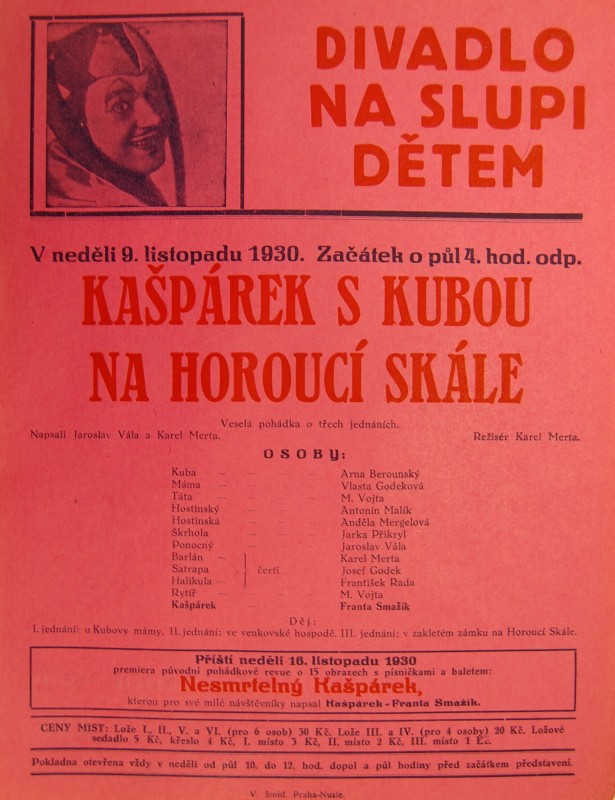 DIVADLO
NA SLUPI
DĚTEM
V neděli 9. listopadu 1930. Začátek o půl 4. hod. odp.
KAŠPÁREK S KUBOU
NA HOROUCÍ SKÁLE
Veselá pohádka o třech jednáních.
Napsali Jaroslav Vála a Karel Merta. Režisér Karel Merta.
OSOBY:
Kuba — — Arna Berounský
Máma — — Vlasta Godeková
Táta — — M. Vojta
Hostinský — — Antonín Malík
Hostinská — — Anděla Mergelová
Škrhola — — Jarka Přikryl
Ponocný — — Jaroslav Vála
Barlán — Karel Merta
Satrapa } čerti Josef Godek
Halikula — František Rada
Rytíř — — M. Vojta
Kašpárek — Franta Smažík
Děj:
I. jednání: u Kubovy mámy, II. jednání: ve venkovské hospodě. III. jednání: v zakletém zámku na Horoucí Skále.
Příští neděli 16. listopadu 1930
premiera původní pohádkové revue o 15 obrazech s písničkami a baletem:
Nesmrtelný Kašpárek,
kterou pro své milé návštěvníky napsal Kašpárek-Franta Smažík.
CENY MÍST: Lože I., II., V. a VI. (pro 6 osob) 30 Kč. Lože III. a IV. (pro 4 osoby) 20 Kč. Ložové
sedadlo 5 Kč, křeslo 4 Kč, I. místo 3 Kč, II. místo 2 Kč, III. místo 1 Kč.
Pokladna otevřena vždy v neděli od půl 10. do 12. hod. dopol a půl hodiny před začátkem představení.
V. Šmíd. Praha-Nusle.